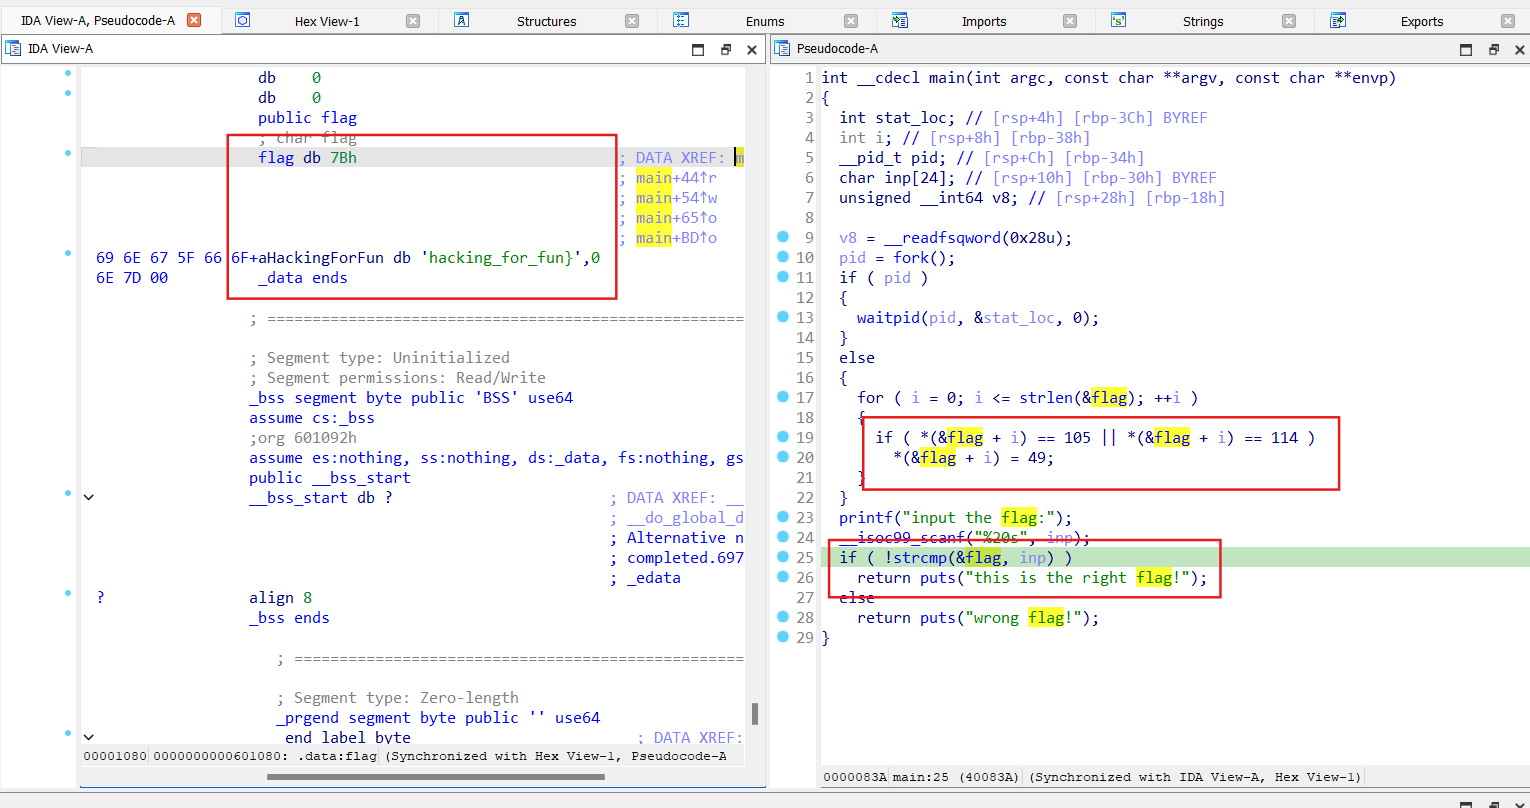 IDA View-A, Pseudocode-A Hex View-1 Structures Enums Imports Strings Exports
IDA View-A
db 0
db 0
public flag
; char flag
flag db 7Bh ; DATA XREF: m
; main+44↑r
; main+54↑w
; main+65↑o
; main+BD↑o
69 6E 67 5F 66 6F+aHackingForFun db 'hacking_for_fun}',0
6E 7D 00 _data ends
; =====================================================
; Segment type: Uninitialized
; Segment permissions: Read/Write
_bss segment byte public 'BSS' use64
assume cs:_bss
;org 601092h
assume es:nothing, ss:nothing, ds:_data, fs:nothing, gs
public __bss_start
__bss_start db ? ; DATA XREF: __
; __do_global_d
; Alternative n
; completed.697
; _edata
? align 8
_bss ends
; ==================================================
; Segment type: Zero-length
_prgend segment byte public '' use64
end label byte ; DATA XREF:
00001080 0000000000601080: .data:flag (Synchronized with Hex View-1, Pseudocode-A
Pseudocode-A
1 int __cdecl main(int argc, const char **argv, const char **envp)
2 {
3 int stat_loc; // [rsp+4h] [rbp-3Ch] BYREF
4 int i; // [rsp+8h] [rbp-38h]
5 __pid_t pid; // [rsp+Ch] [rbp-34h]
6 char inp[24]; // [rsp+10h] [rbp-30h] BYREF
7 unsigned __int64 v8; // [rsp+28h] [rbp-18h]
8
9 v8 = __readfsqword(0x28u);
10 pid = fork();
11 if ( pid )
12 {
13 waitpid(pid, &stat_loc, 0);
14 }
15 else
16 {
17 for ( i = 0; i <= strlen(&flag); ++i )
18 {
19 if ( *(&flag + i) == 105 || *(&flag + i) == 114 )
20 *(&flag + i) = 49;
21 }
22 }
23 printf("input the flag:");
24 __isoc99_scanf("%20s", inp);
25 if ( !strcmp(&flag, inp) )
26 return puts("this is the right flag!");
27 else
28 return puts("wrong flag!");
29 }
0000083A main:25 (40083A) (Synchronized with IDA View-A, Hex View-1)